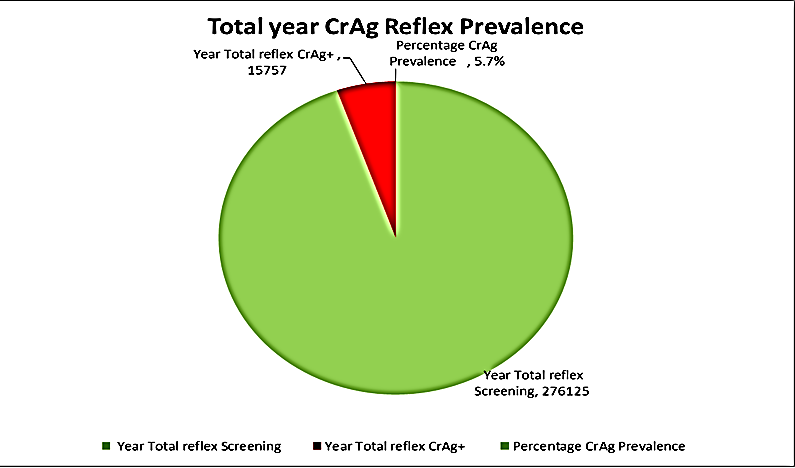 Total year CrAg Reflex Prevalence
Year Total reflex CrAg+ ,
15757
Percentage CrAg
Prevalence , 5.7%
Year Total reflex
Screening, 276125
Year Total reflex Screening
Year Total reflex CrAg+
Percentage CrAg Prevalence